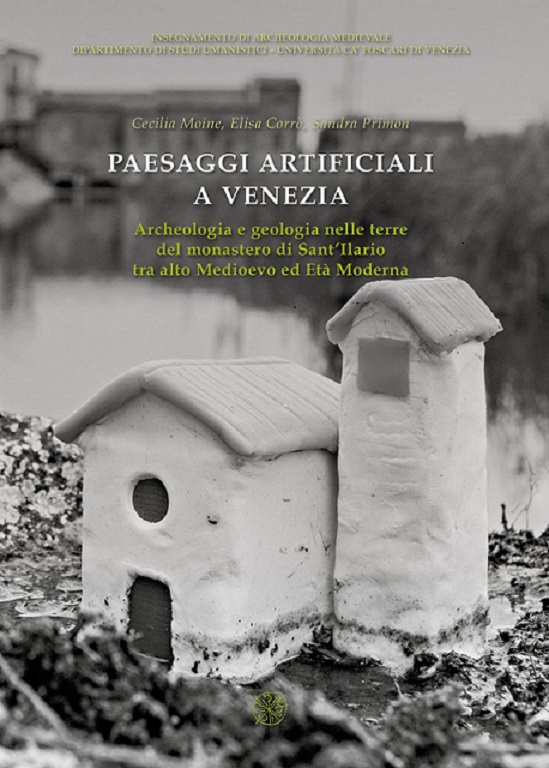 INSEGNAMENTO DI ARCHEOLOGIA MEDIEVALE
DIPARTIMENTO DI STUDI UMANISTICI - UNIVERSITÀ CA' FOSCARI DI VENEZIA
Cecilia Moine, Elisa Corrò, Sandra Primon
PAESAGGI ARTIFICIALI
A VENEZIA
Archeologia e geologia nelle terre
del monastero di Sant'Ilario
tra alto Medioevo ed Età Moderna